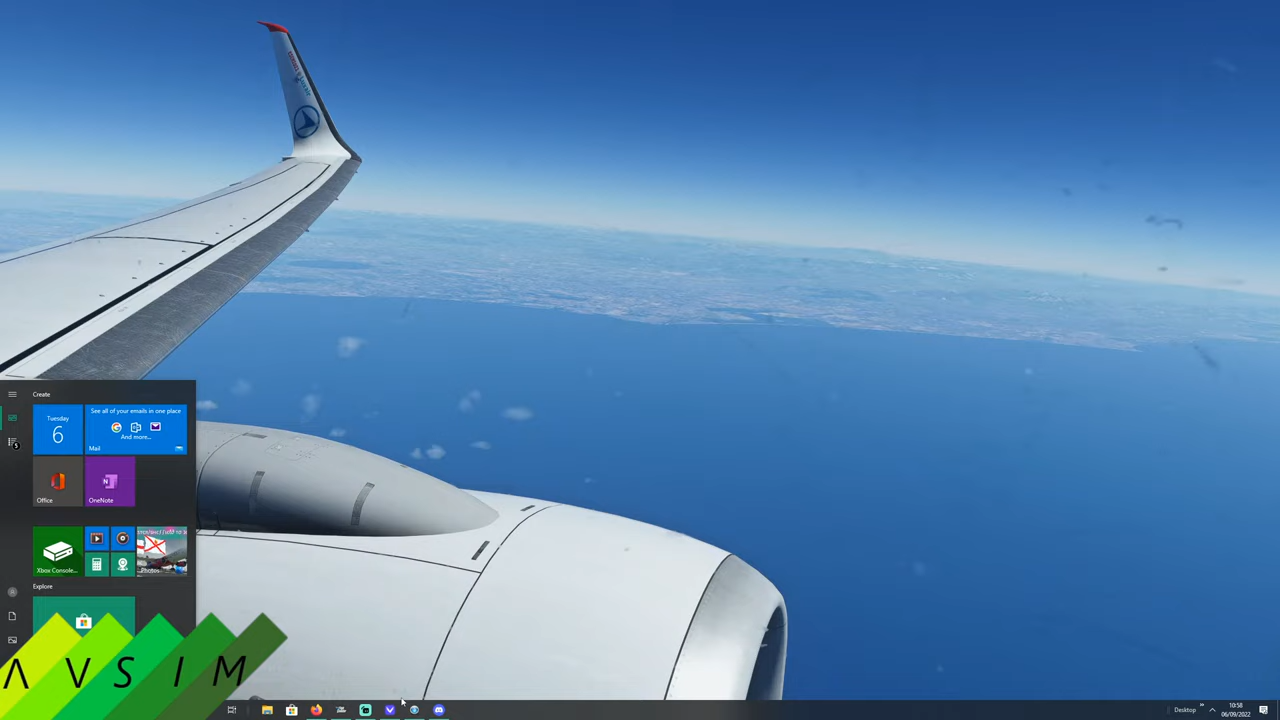 Create
Tuesday
6
See all of your emails in one place
And more...
Mail
5
Office
OneNote
Xbox Console...
Photos
Explore
AVSIM
Desktop
10:58
06/09/2022